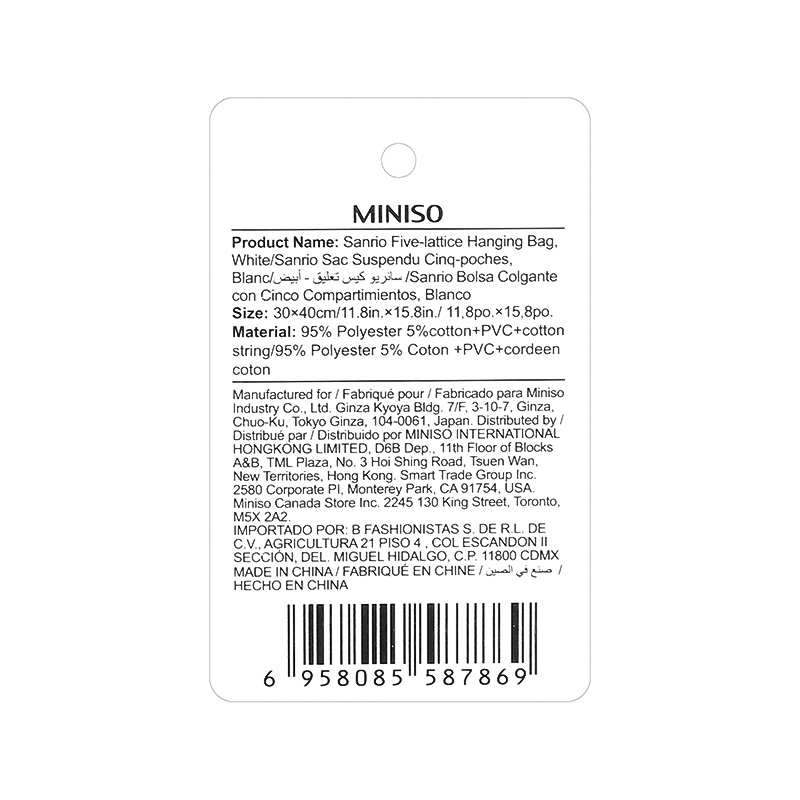 MINISO
Product Name: Sanrio Five-lattice Hanging Bag,
White/Sanrio Sac Suspendu Cinq-poches,
Blanc/سانريو كيس تعليق - أبيض /Sanrio Bolsa Colgante
con Cinco Compartimientos, Blanco
Size: 30×40cm/11.8in.×15.8in./ 11,8po.×15,8po.
Material: 95% Polyester 5%cotton+PVC+cotton
string/95% Polyester 5% Coton +PVC+cordeen
coton
Manufactured for / Fabriqué pour / Fabricado para Miniso
Industry Co., Ltd. Ginza Kyoya Bldg. 7/F, 3-10-7, Ginza,
Chuo-Ku, Tokyo Ginza, 104-0061, Japan. Distributed by /
Distribué par / Distribuido por MINISO INTERNATIONAL
HONGKONG LIMITED, D6B Dep., 11th Floor of Blocks
A&B, TML Plaza, No. 3 Hoi Shing Road, Tsuen Wan,
New Territories, Hong Kong. Smart Trade Group Inc.
2580 Corporate Pl, Monterey Park, CA 91754, USA.
Miniso Canada Store Inc. 2245 130 King Street, Toronto,
M5X 2A2.
IMPORTADO POR: B FASHIONISTAS S. DE R.L. DE
C.V., AGRICULTURA 21 PISO 4 , COL ESCANDON II
SECCIÓN, DEL. MIGUEL HIDALGO, C.P. 11800 CDMX
MADE IN CHINA / FABRIQUÉ EN CHINE / صنع في الصين /
HECHO EN CHINA
6 958085 587869